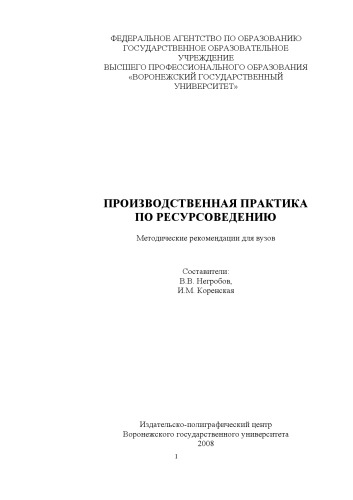 ФЕДЕРАЛЬНОЕ АГЕНТСТВО ПО ОБРАЗОВАНИЮ
ГОСУДАРСТВЕННОЕ ОБРАЗОВАТЕЛЬНОЕ
УЧРЕЖДЕНИЕ
ВЫСШЕГО ПРОФЕССИОНАЛЬНОГО ОБРАЗОВАНИЯ
«ВОРОНЕЖСКИЙ ГОСУДАРСТВЕННЫЙ
УНИВЕРСИТЕТ»
ПРОИЗВОДСТВЕННАЯ ПРАКТИКА
ПО РЕСУРСОВЕДЕНИЮ
Методические рекомендации для вузов
Составители:
В.В. Негробов,
И.М. Коренская
Издательско-полиграфический центр
Воронежского государственного университета
2008
1